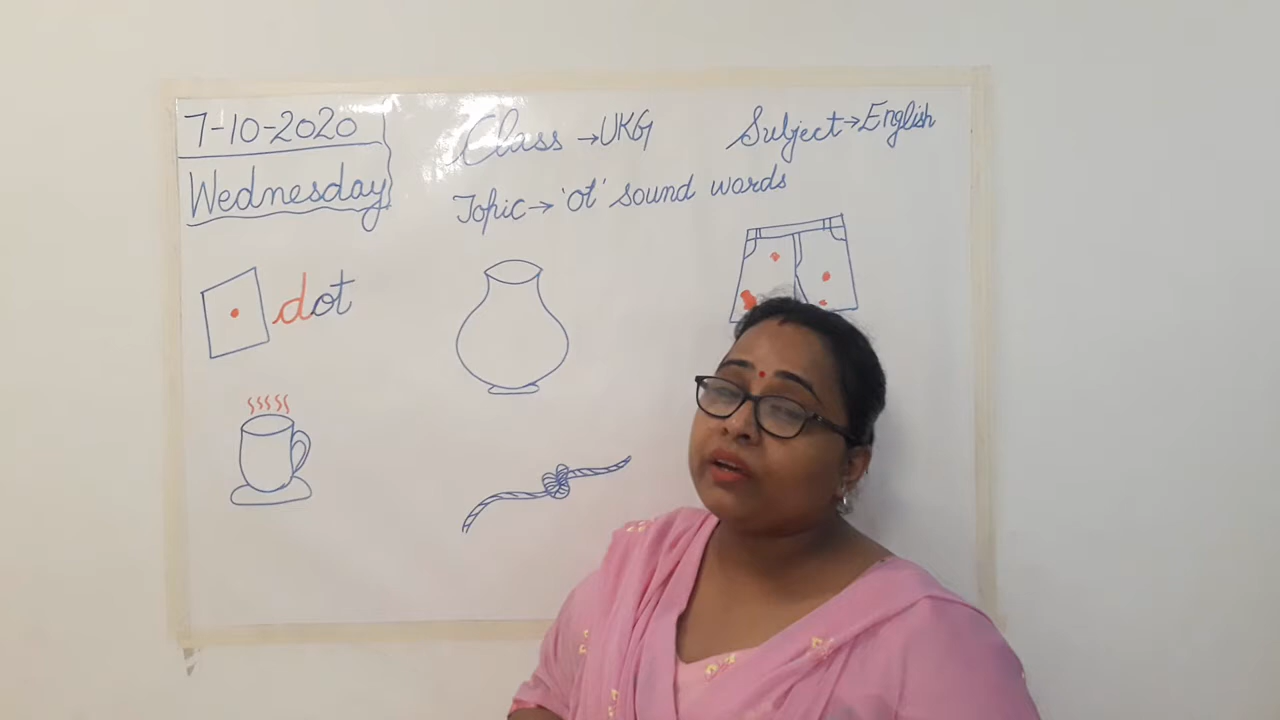 7-10-2020
Wednesday
Class → UKG
Subject → English
Topic → 'ot' sound words
dot